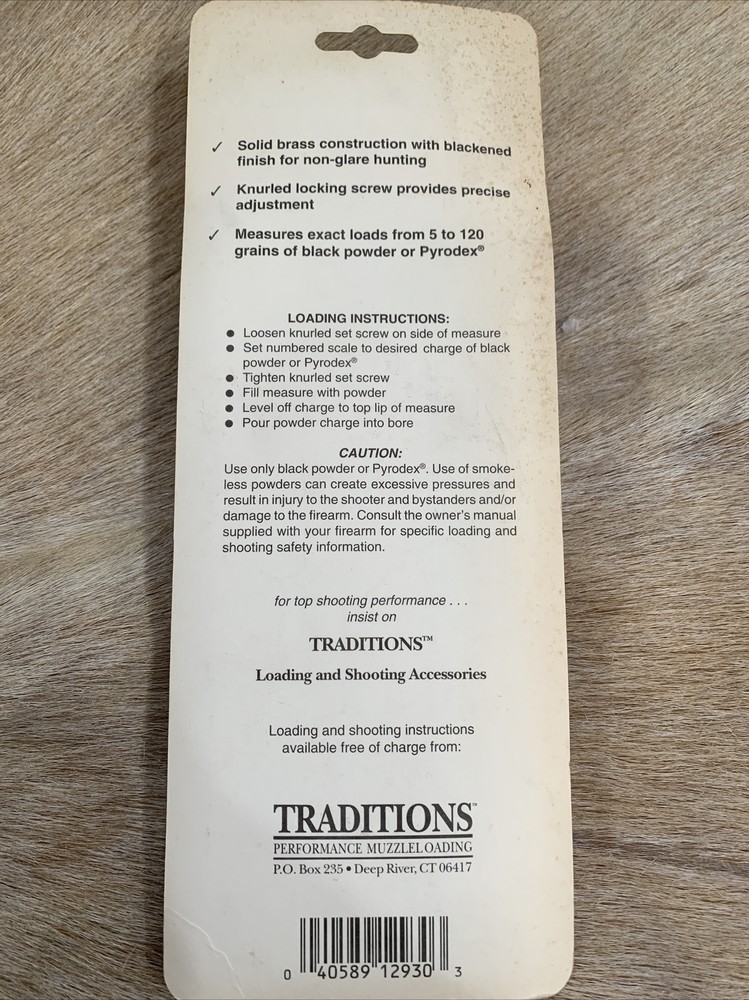 ✓ Solid brass construction with blackened
finish for non-glare hunting
✓ Knurled locking screw provides precise
adjustment
✓ Measures exact loads from 5 to 120
grains of black powder or Pyrodex®
LOADING INSTRUCTIONS:
● Loosen knurled set screw on side of measure
● Set numbered scale to desired charge of black
powder or Pyrodex®
● Tighten knurled set screw
● Fill measure with powder
● Level off charge to top lip of measure
● Pour powder charge into bore
CAUTION:
Use only black powder or Pyrodex®. Use of smoke-
less powders can create excessive pressures and
result in injury to the shooter and bystanders and/or
damage to the firearm. Consult the owner's manual
supplied with your firearm for specific loading and
shooting safety information.
for top shooting performance . . .
insist on
TRADITIONS™
Loading and Shooting Accessories
Loading and shooting instructions
available free of charge from:
TRADITIONS™
PERFORMANCE MUZZLELOADING
P.O. Box 235 • Deep River, CT 06417
0 40589 12930 3